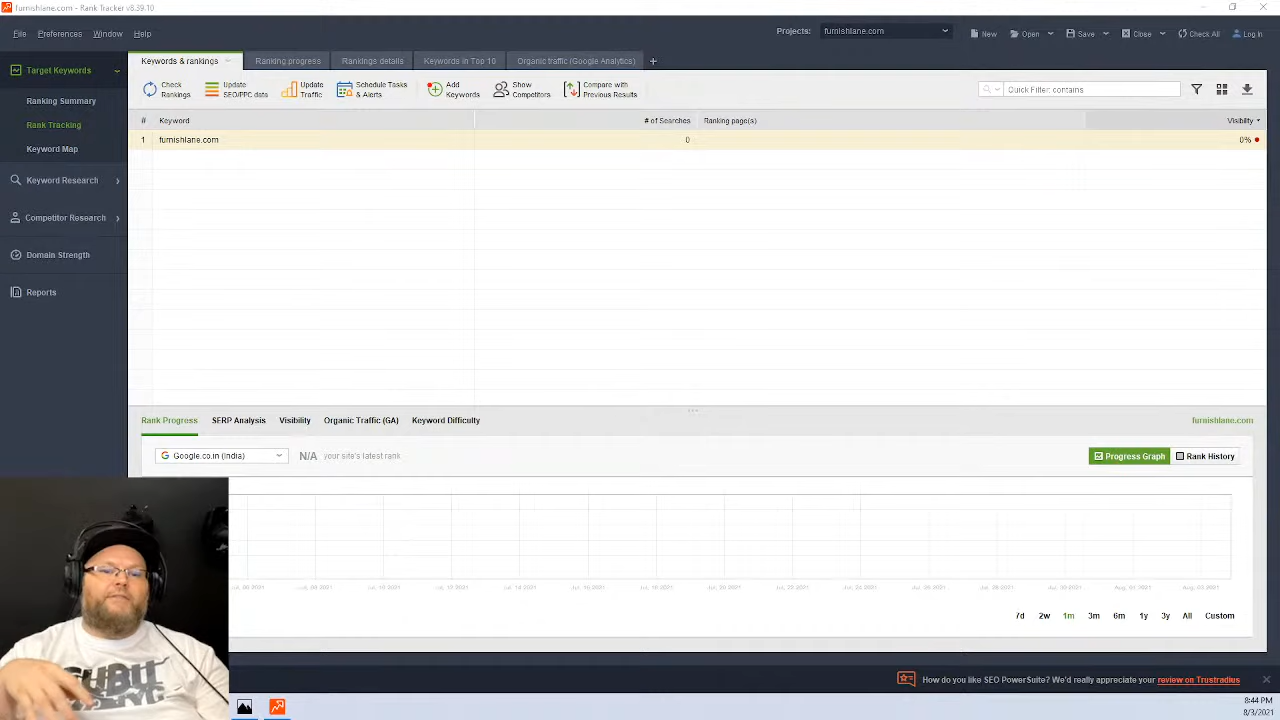 furnishlane.com - Rank Tracker v8.39.10
File Preferences Window Help
Projects: furnishlane.com
New Open Save Close Check All Log In
Target Keywords
Ranking Summary
Rank Tracking
Keyword Map
Keyword Research
Competitor Research
Domain Strength
Reports
Keywords & rankings Ranking progress Rankings details Keywords in Top 10 Organic traffic (Google Analytics) +
Check Rankings
Update SEO/PPC data
Update Traffic
Schedule Tasks & Alerts
Add Keywords
Show Competitors
Compare with Previous Results
Quick Filter: contains
# Keyword # of Searches Ranking page(s) Visibility
1 furnishlane.com 0 0%
Rank Progress SERP Analysis Visibility Organic Traffic (GA) Keyword Difficulty furnishlane.com
Google.co.in (India) N/A your site's latest rank Progress Graph Rank History
7d 2w 1m 3m 6m 1y 3y All Custom
How do you like SEO PowerSuite? We'd really appreciate your review on Trustradius
8:44 PM
8/3/2021